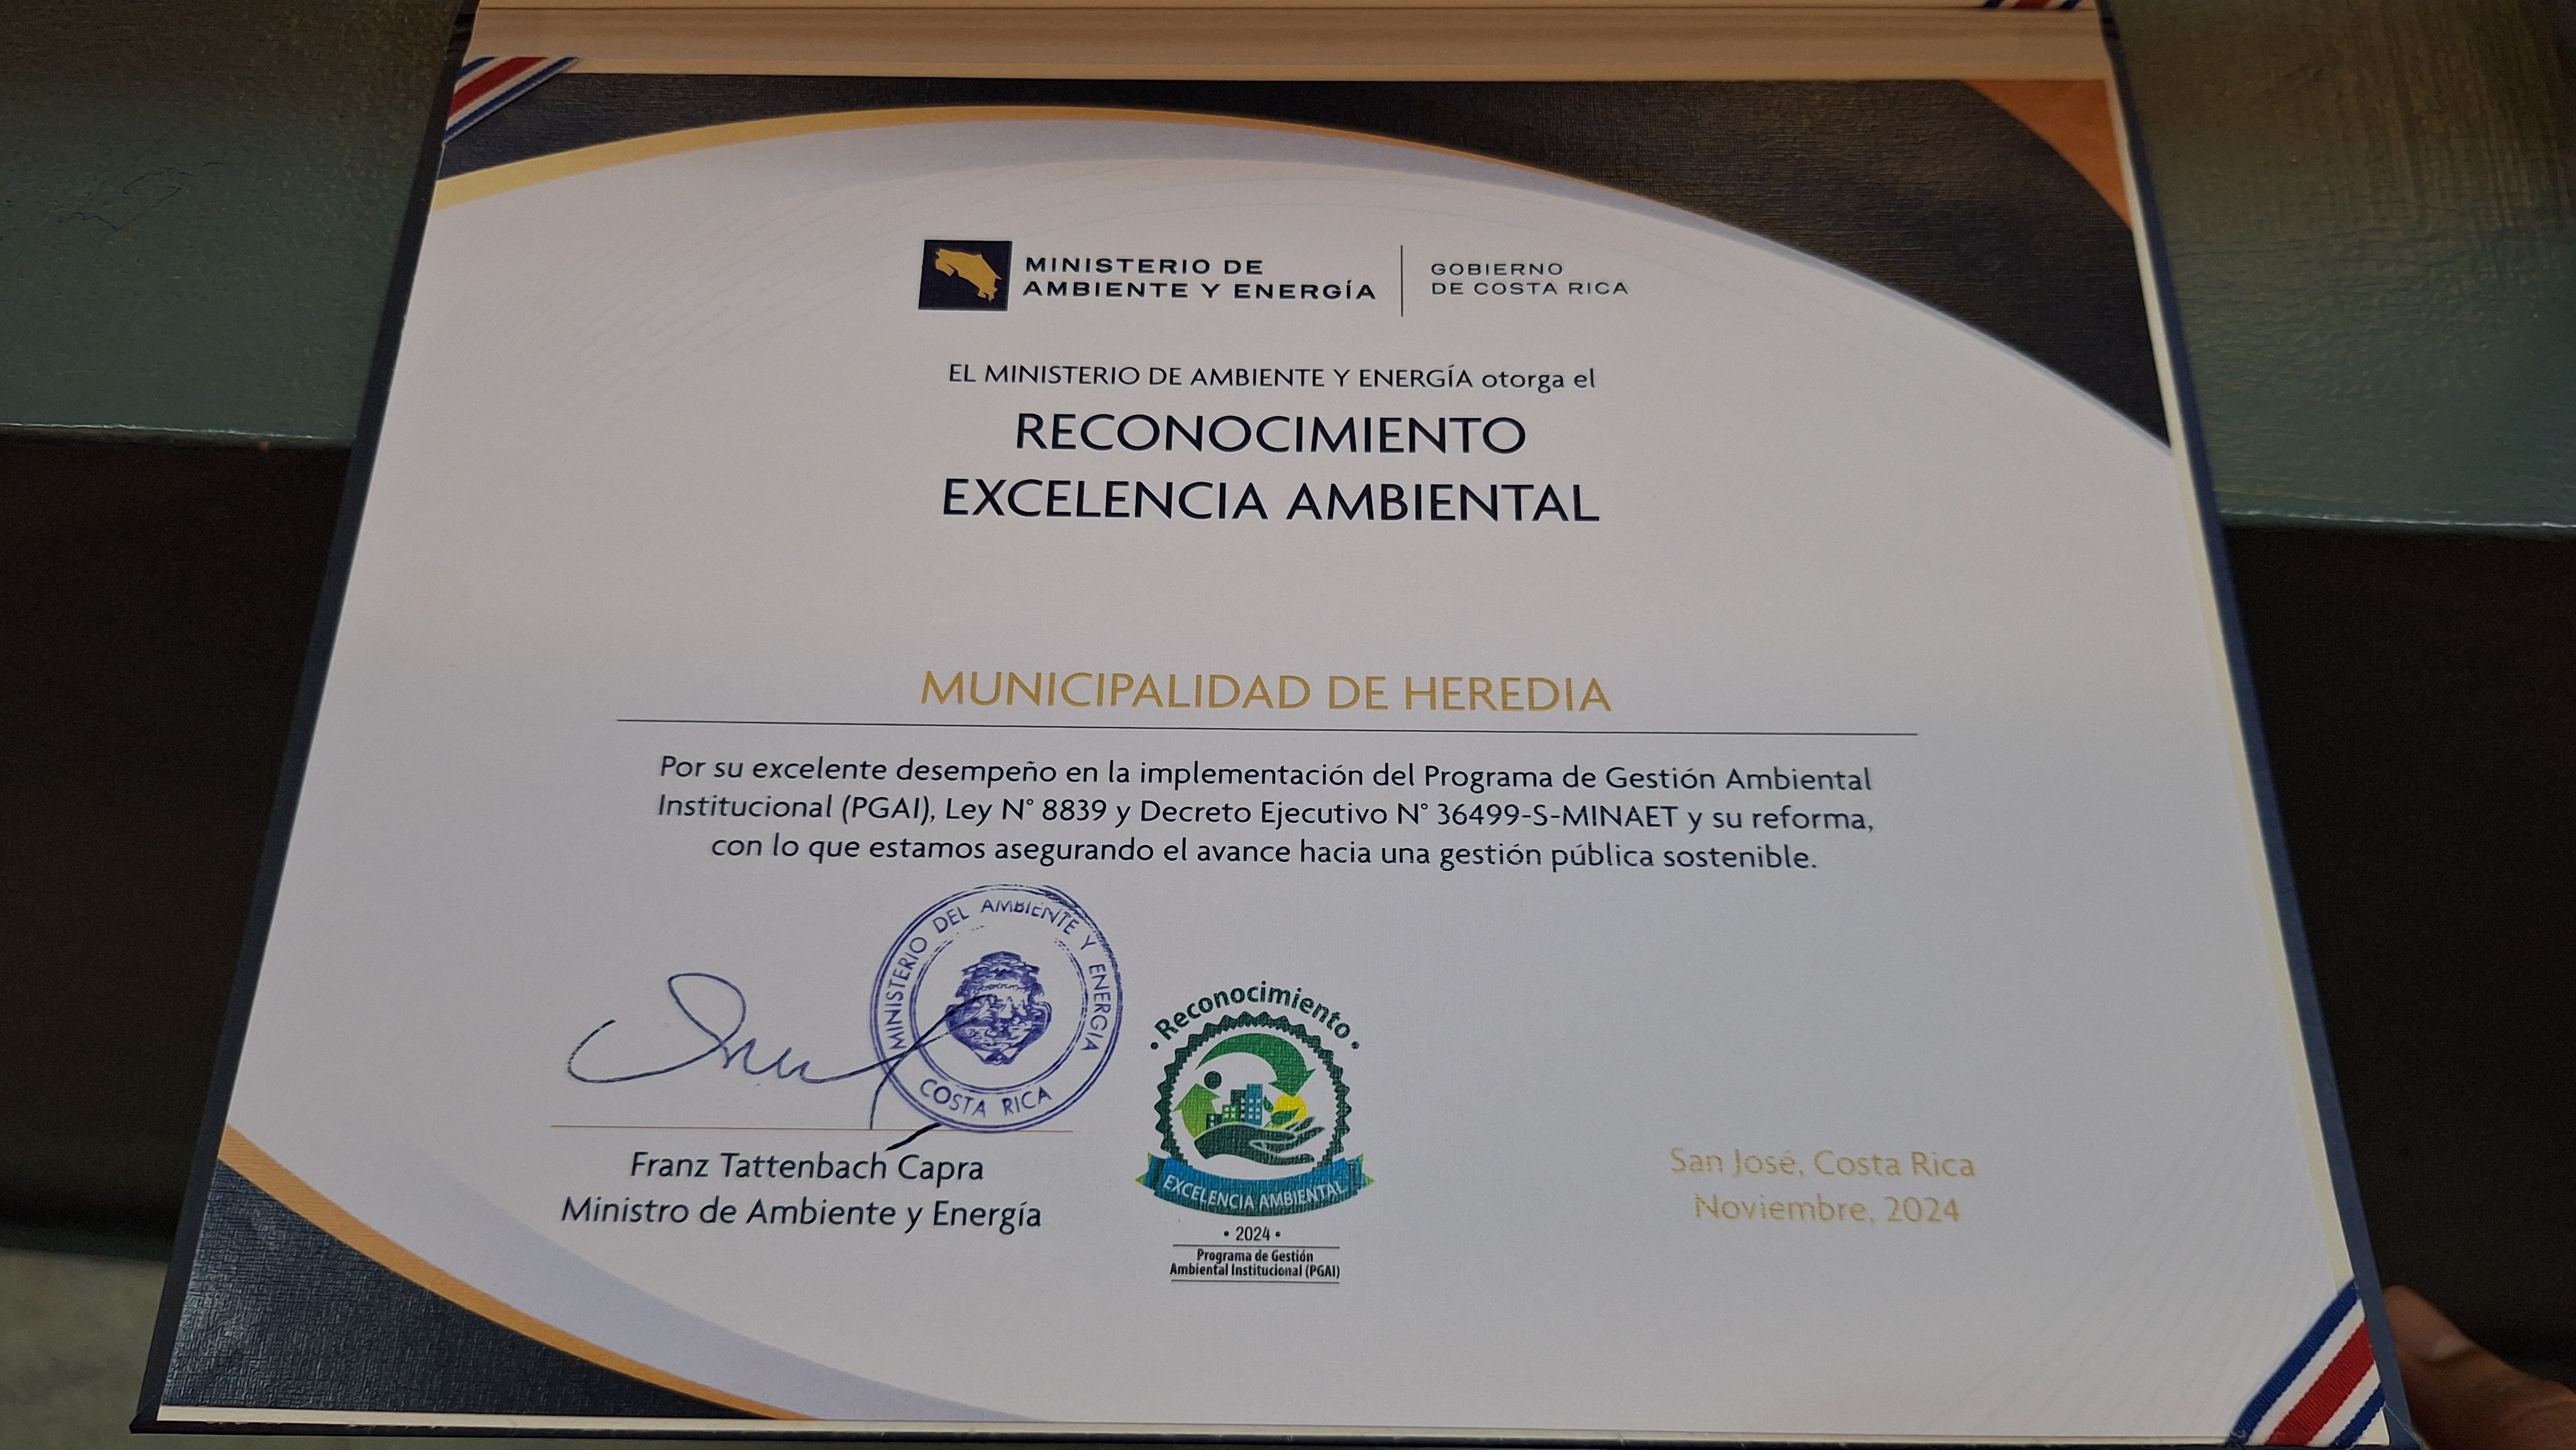 MINISTERIO DE
AMBIENTE Y ENERGÍA
GOBIERNO
DE COSTA RICA
EL MINISTERIO DE AMBIENTE Y ENERGÍA otorga el
RECONOCIMIENTO
EXCELENCIA AMBIENTAL
MUNICIPALIDAD DE HEREDIA
Por su excelente desempeño en la implementación del Programa de Gestión Ambiental
Institucional (PGAI), Ley N° 8839 y Decreto Ejecutivo N° 36499-S-MINAET y su reforma,
con lo que estamos asegurando el avance hacia una gestión pública sostenible.
MINISTERIO DEL AMBIENTE Y ENERGIA
COSTA RICA
Franz Tattenbach Capra
Ministro de Ambiente y Energía
• Reconocimiento •
EXCELENCIA AMBIENTAL
• 2024 •
Programa de Gestión
Ambiental Institucional (PGAI)
San José, Costa Rica
Noviembre, 2024